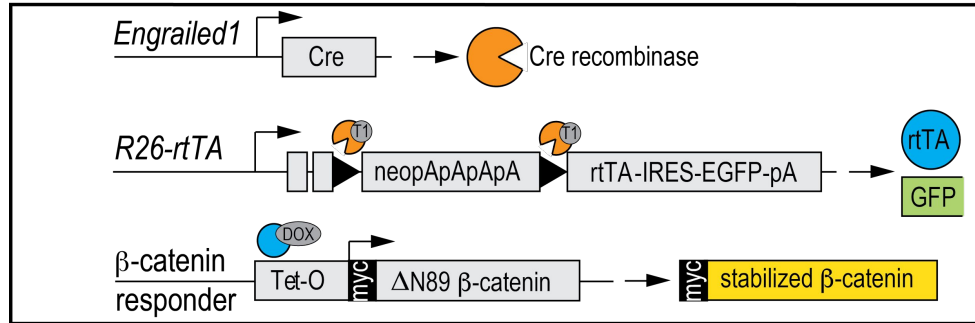 Engrailed1
Cre
Cre recombinase
T1
T1
R26-rtTA
neopApApApA
rtTA-IRES-EGFP-pA
rtTA
GFP
DOX
β-catenin
responder
Tet-O
myc
ΔN89 β-catenin
myc
stabilized β-catenin